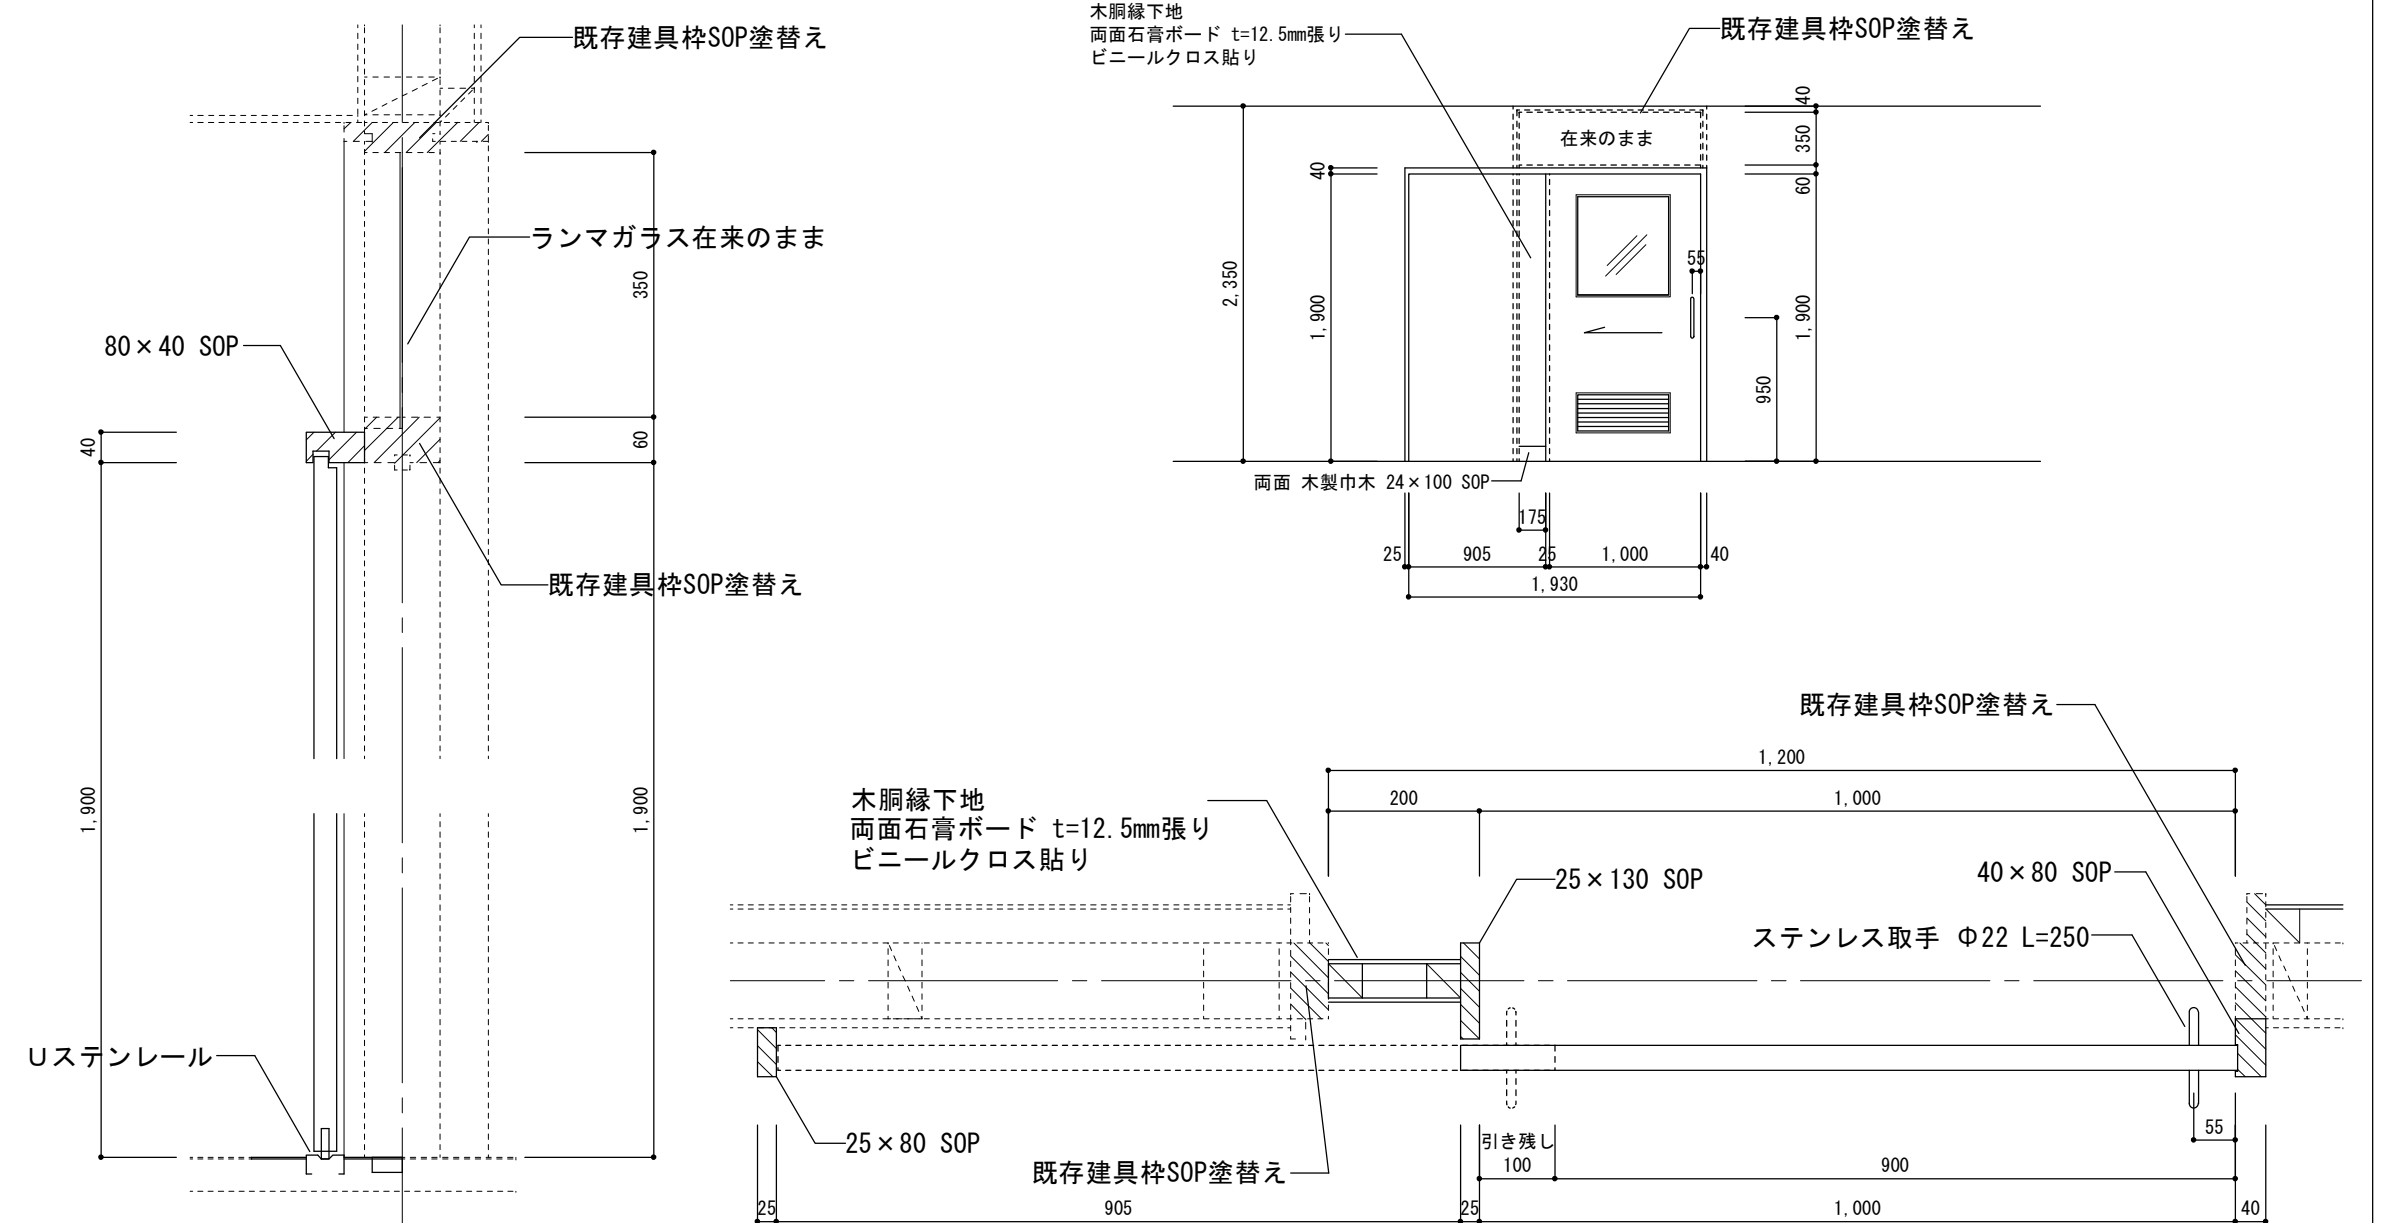 既存建具枠SOP塗替え
ランマガラス在来のまま
350
80×40 SOP
40
60
既存建具枠SOP塗替え
1,900
1,900
Uステンレール
木胴縁下地
両面石膏ボード t=12.5mm張り
ビニールクロス貼り
既存建具枠SOP塗替え
在来のまま
40
350
60
40
2,350
1,900
55
1,900
950
両面 木製巾木 24×100 SOP
175
25
905
25
1,000
40
1,930
既存建具枠SOP塗替え
1,200
200
1,000
木胴縁下地
両面石膏ボード t=12.5mm張り
ビニールクロス貼り
25×130 SOP
40×80 SOP
ステンレス取手 Φ22 L=250
25×80 SOP
既存建具枠SOP塗替え
引き残し
100
900
55
25
905
25
1,000
40